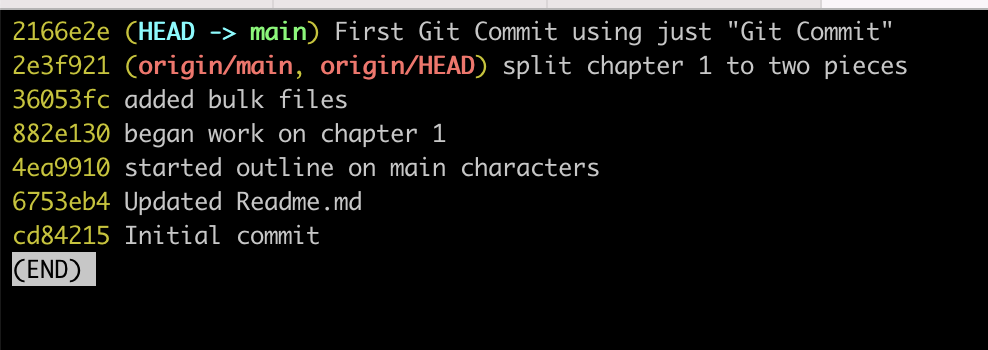 2166e2e (HEAD -> main) First Git Commit using just "Git Commit"
2e3f921 (origin/main, origin/HEAD) split chapter 1 to two pieces
36053fc added bulk files
882e130 began work on chapter 1
4ea9910 started outline on main characters
6753eb4 Updated Readme.md
cd84215 Initial commit
(END)